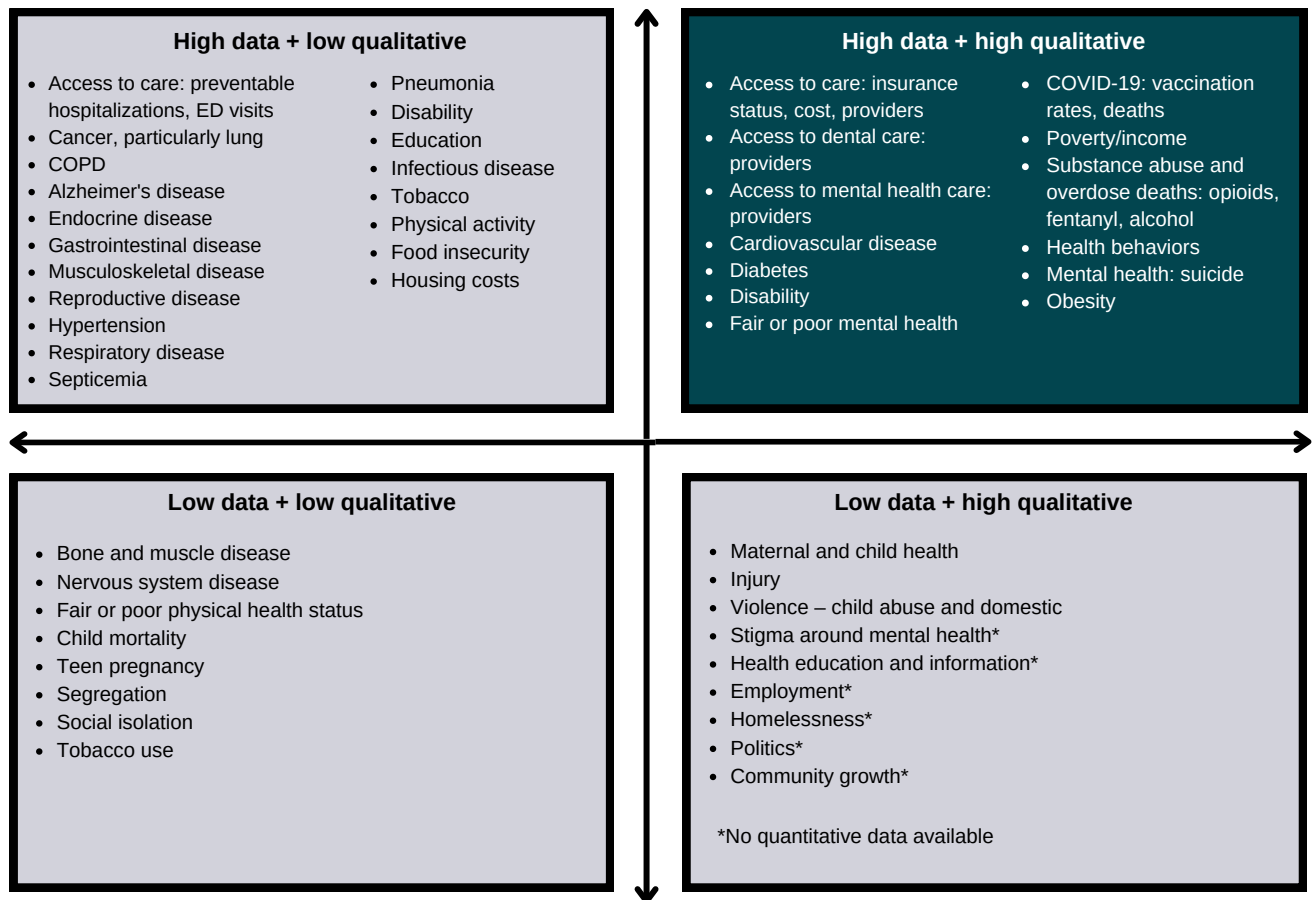 High data + low qualitative
Access to care: preventable
hospitalizations, ED visits
Cancer, particularly lung
COPD
Alzheimer's disease
Endocrine disease
Gastrointestinal disease
Musculoskeletal disease
Reproductive disease
Hypertension
Respiratory disease
Septicemia
Pneumonia
Disability
Education
Infectious disease
Tobacco
Physical activity
Food insecurity
Housing costs
High data + high qualitative
Access to care: insurance
status, cost, providers
Access to dental care:
providers
Access to mental health care:
providers
Cardiovascular disease
Diabetes
Disability
Fair or poor mental health
COVID-19: vaccination
rates, deaths
Poverty/income
Substance abuse and
overdose deaths: opioids,
fentanyl, alcohol
Health behaviors
Mental health: suicide
Obesity
Low data + low qualitative
Bone and muscle disease
Nervous system disease
Fair or poor physical health status
Child mortality
Teen pregnancy
Segregation
Social isolation
Tobacco use
Low data + high qualitative
Maternal and child health
Injury
Violence – child abuse and domestic
Stigma around mental health*
Health education and information*
Employment*
Homelessness*
Politics*
Community growth*
*No quantitative data available